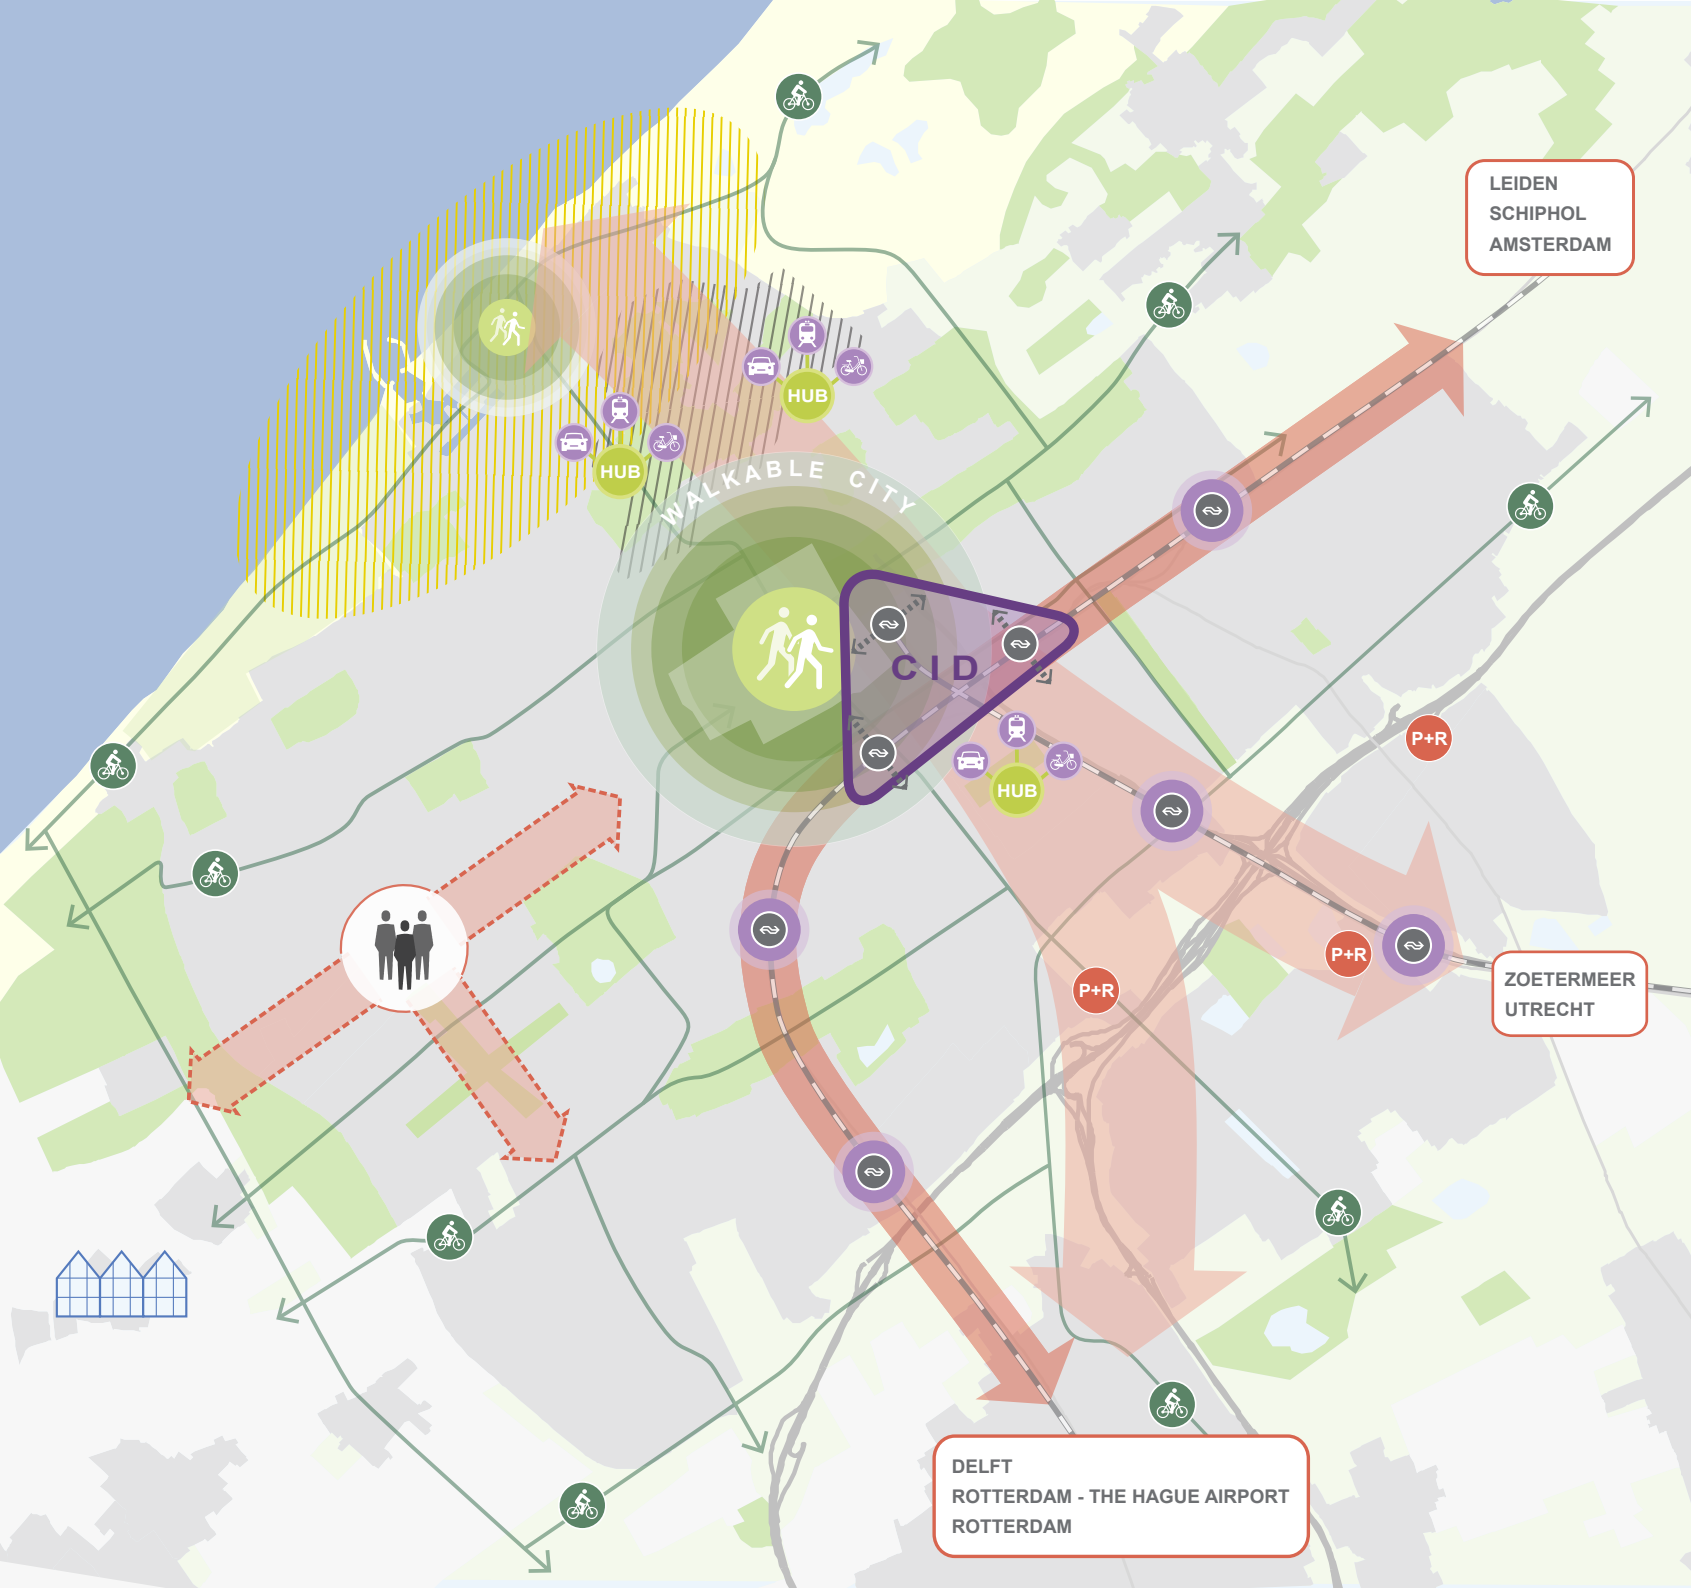 LEIDEN
SCHIPHOL
AMSTERDAM
HUB
HUB
WALKABLE CITY
CID
P+R
HUB
P+R
P+R
ZOETERMEER
UTRECHT
DELFT
ROTTERDAM - THE HAGUE AIRPORT
ROTTERDAM